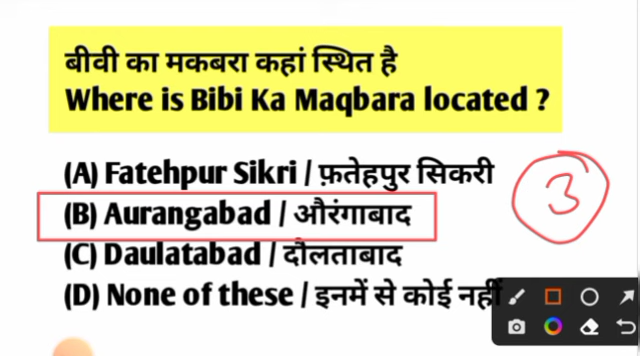 बीवी का मकबरा कहां स्थित है
Where is Bibi Ka Maqbara located ?
(A) Fatehpur Sikri / फ़तेहपुर सिकरी
(B) Aurangabad / औरंगाबाद
(C) Daulatabad / दौलताबाद
(D) None of these / इनमें से कोई नहीं
3